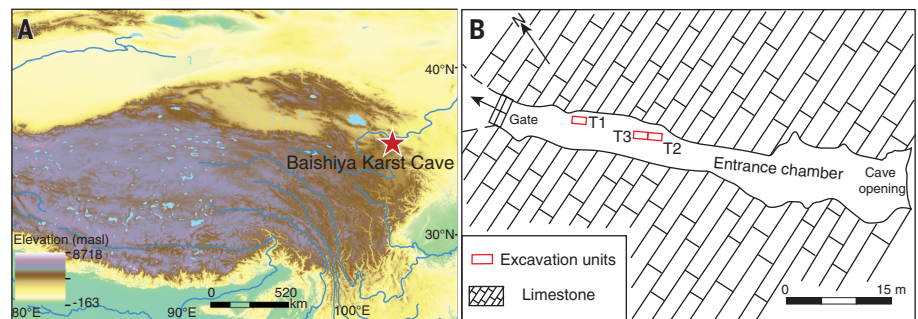 A
40°N
Baishiya Karst Cave
30°N
Elevation (masl)
8718
-163
0 520
km
80°E 90°E 100°E
B
N
Gate
T1
T3
T2
Entrance chamber
Cave
opening
Excavation units
Limestone
0 15 m